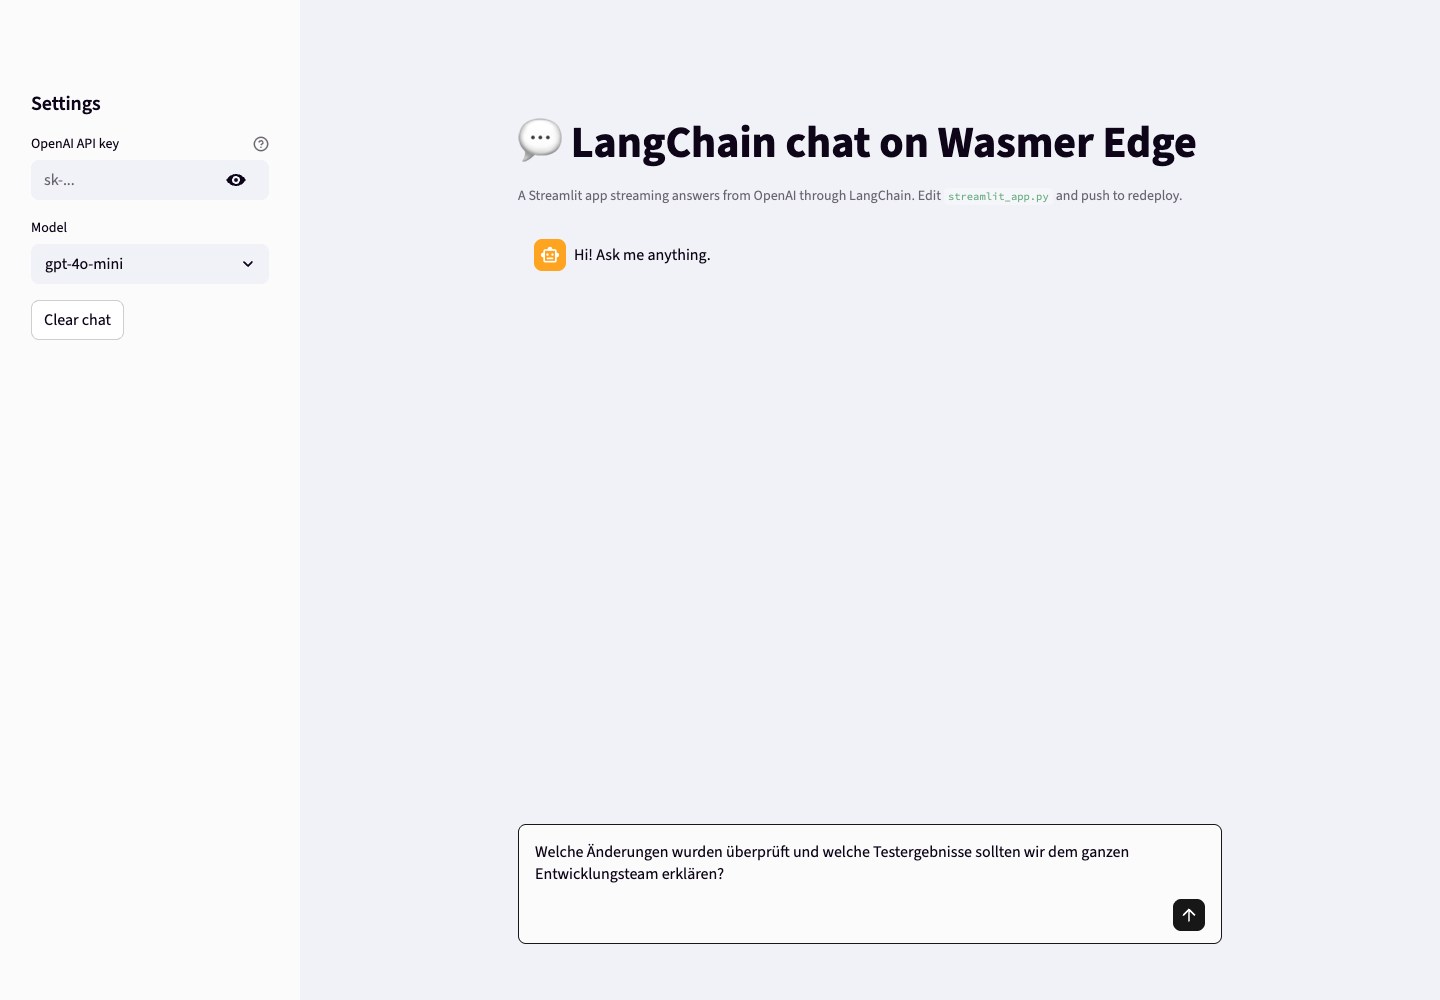 Settings
OpenAI API key
sk-...
Model
gpt-4o-mini
Clear chat
LangChain chat on Wasmer Edge
A Streamlit app streaming answers from OpenAI through LangChain. Edit streamlit_app.py and push to redeploy.
Hi! Ask me anything.
Welche Änderungen wurden überprüft und welche Testergebnisse sollten wir dem ganzen
Entwicklungsteam erklären?